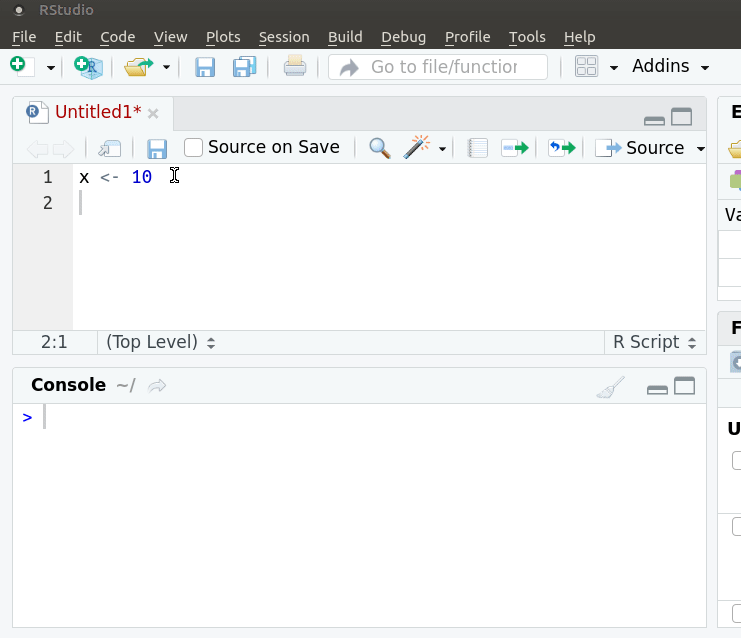 RStudio
File Edit Code View Plots Session Build Debug Profile Tools Help
Go to file/function Addins
Untitled1*
Source on Save Source
1 x <- 10
2
2:1 (Top Level) R Script
Console ~/
>
E
Va
F
U